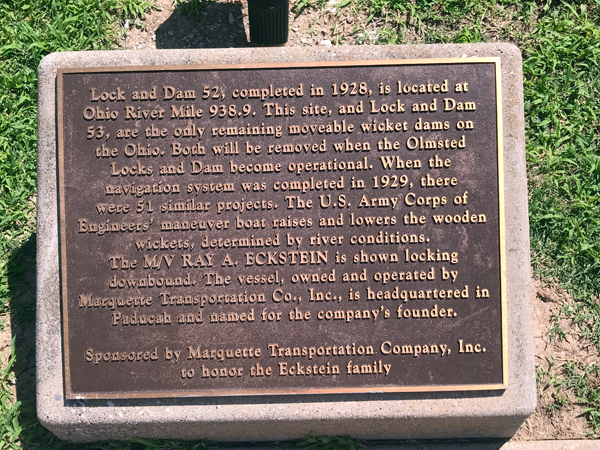 Lock and Dam 52, completed in 1928, is located at
Ohio River Mile 938.9. This site, and Lock and Dam
53, are the only remaining moveable wicket dams on
the Ohio. Both will be removed when the Olmsted
Locks and Dam become operational. When the
navigation system was completed in 1929, there
were 51 similar projects. The U.S. Army Corps of
Engineers' maneuver boat raises and lowers the wooden
wickets, determined by river conditions.
The M/V RAY A. ECKSTEIN is shown locking
downbound. The vessel, owned and operated by
Marquette Transportation Co., Inc., is headquartered in
Paducah and named for the company's founder.
Sponsored by Marquette Transportation Company, Inc.
to honor the Eckstein family